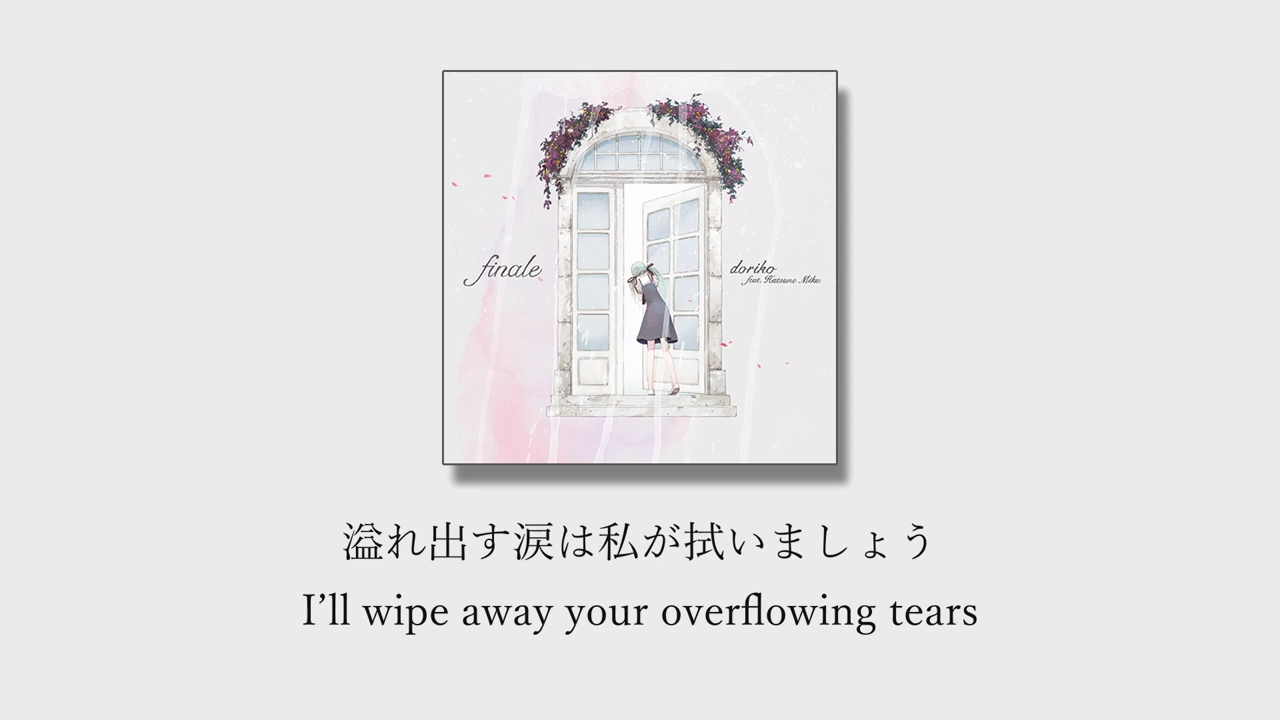 finale
doriko
feat. Hatsune Miku
溢れ出す涙は私が拭いましょう
I’ll wipe away your overflowing tears